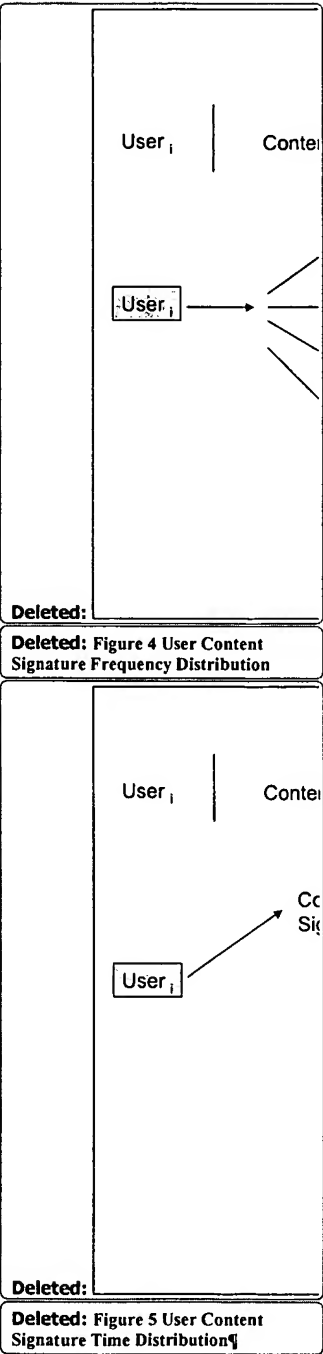 User i Conte
User i
Deleted:
Deleted: Figure 4 User Content
Signature Frequency Distribution
User i Conte
Co
Sig
User i
Deleted:
Deleted: Figure 5 User Content
Signature Time Distribution¶